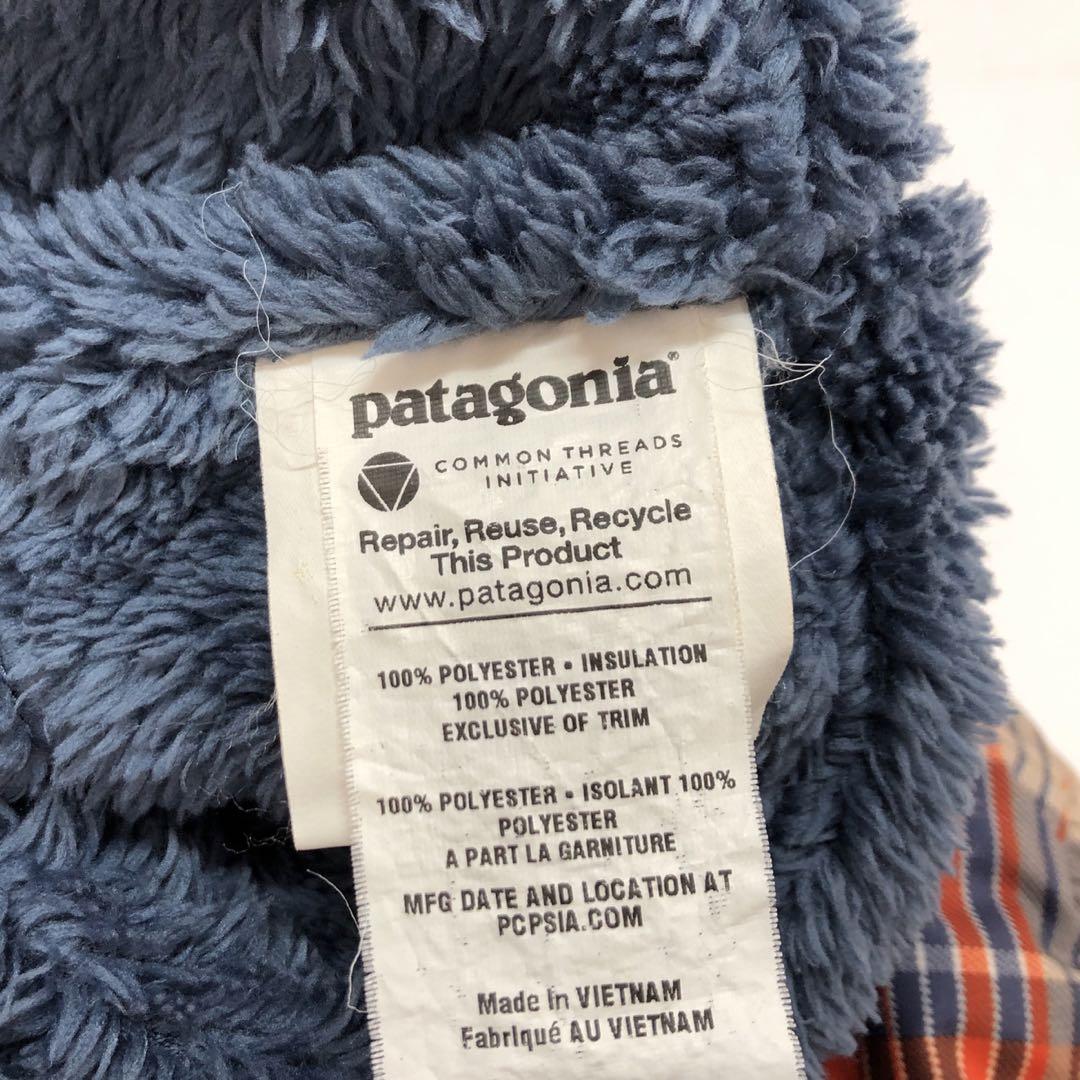 patagonia®
COMMON THREADS
INITIATIVE
Repair, Reuse, Recycle
This Product
www.patagonia.com
100% POLYESTER • INSULATION
100% POLYESTER
EXCLUSIVE OF TRIM
100% POLYESTER • ISOLANT 100%
POLYESTER
A PART LA GARNITURE
MFG DATE AND LOCATION AT
PCPSIA.COM
Made in VIETNAM
Fabriqué AU VIETNAM